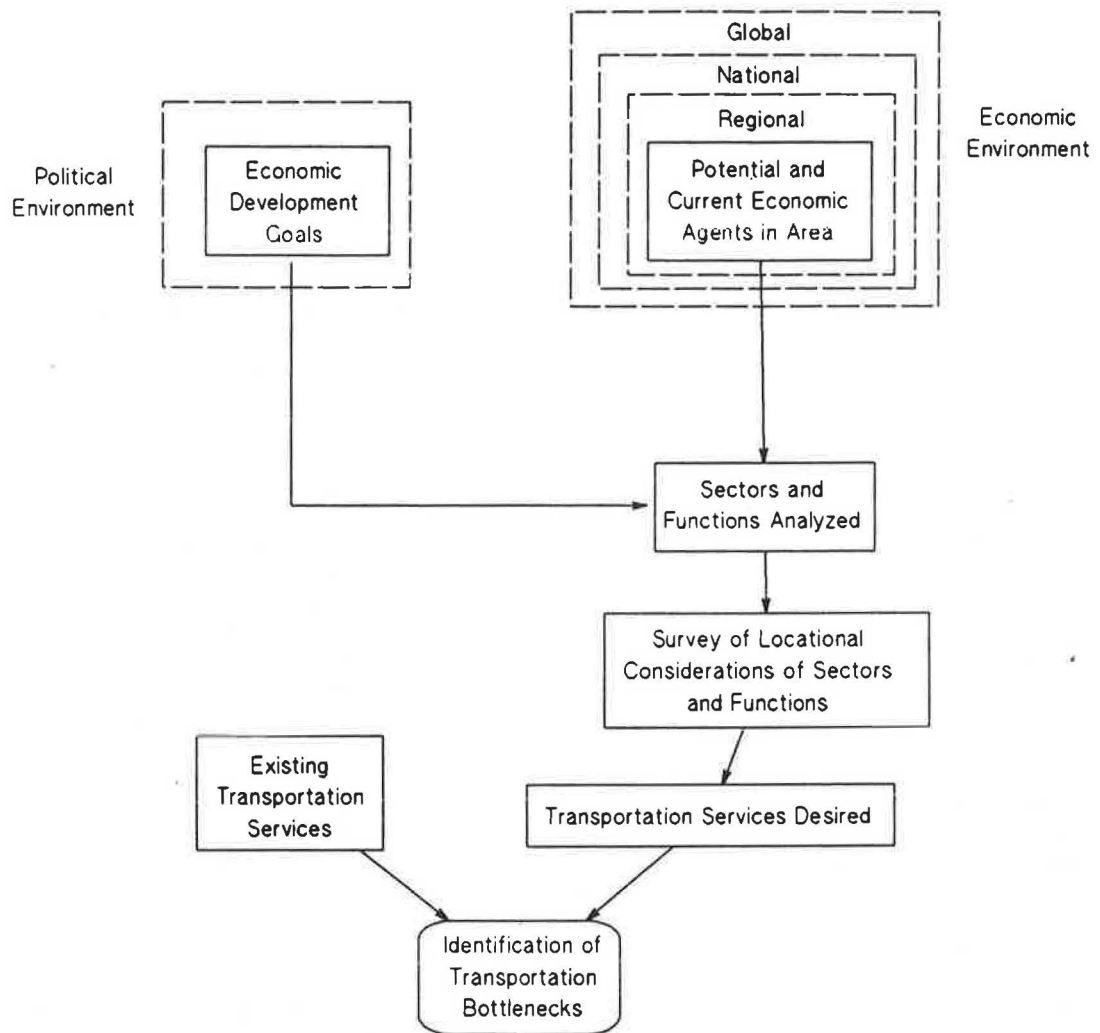 Global
National
Regional
Economic
Environment
Potential and
Current Economic
Agents in Area
Political
Environment
Economic
Development
Goals
Sectors and
Functions Analyzed
Survey of Locational
Considerations of Sectors
and Functions
Existing
Transportation
Services
Transportation Services Desired
Identification of
Transportation
Bottlenecks